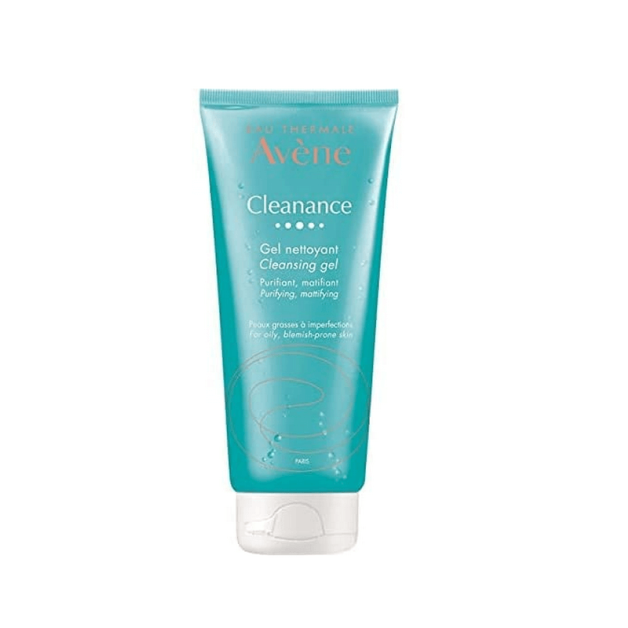 EAU THERMALE
Avène
Cleanance
Gel nettoyant
Cleansing gel
Purifiant, matifiant
Purifying, mattifying
Peaux grasses à imperfections
For oily, blemish-prone skin
PARIS